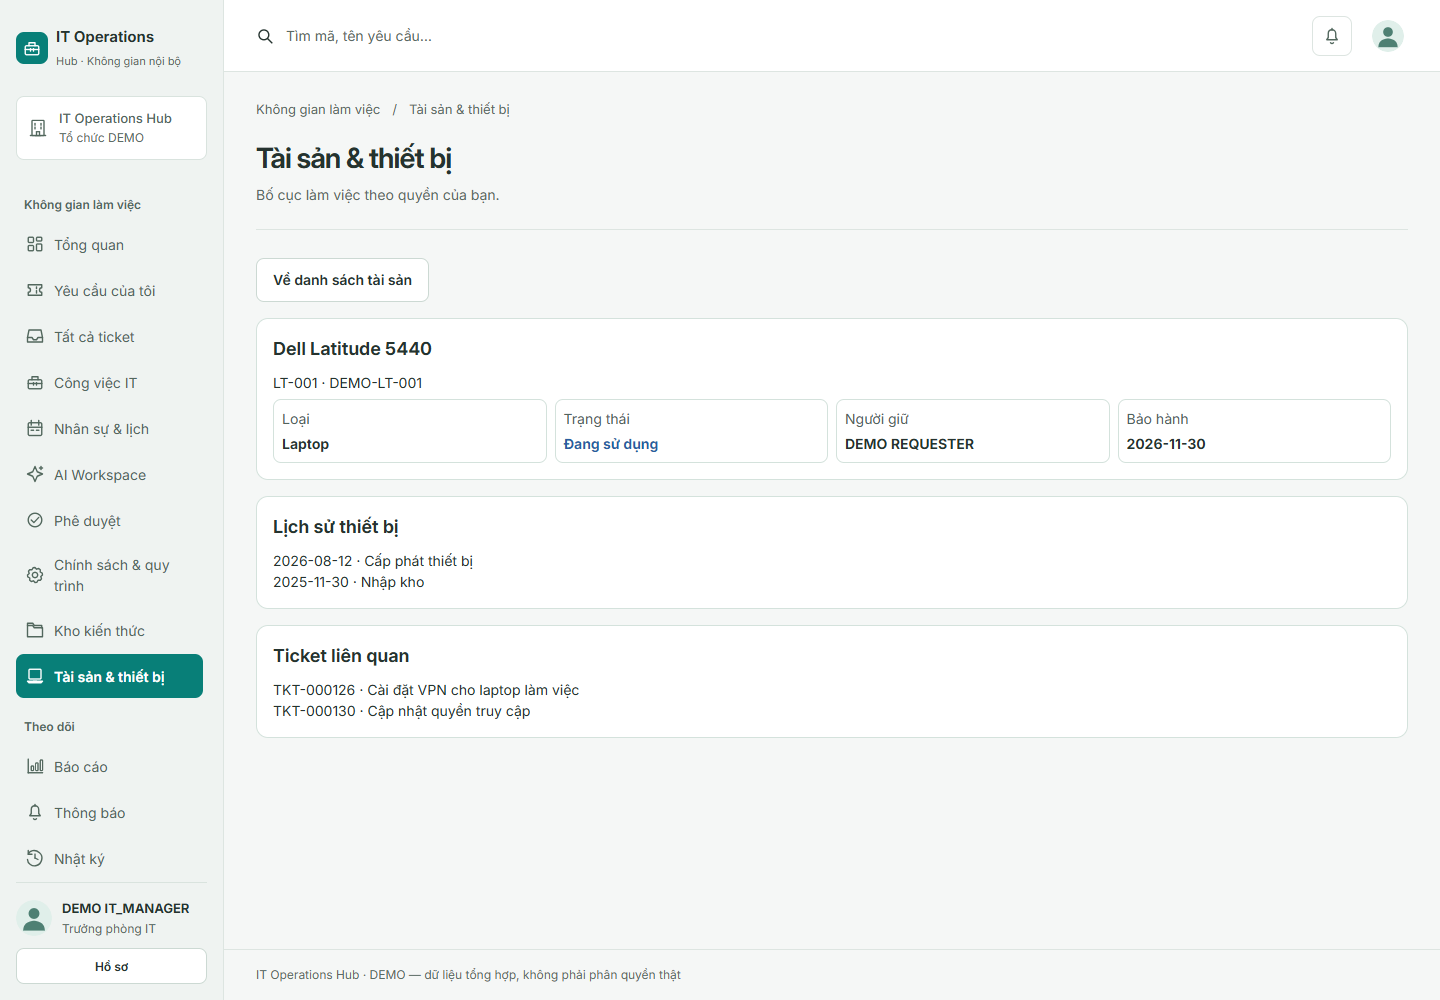 IT Operations
Hub · Không gian nội bộ
IT Operations Hub
Tổ chức DEMO
Không gian làm việc
Tổng quan
Yêu cầu của tôi
Tất cả ticket
Công việc IT
Nhân sự & lịch
AI Workspace
Phê duyệt
Chính sách & quy
trình
Kho kiến thức
Tài sản & thiết bị
Theo dõi
Báo cáo
Thông báo
Nhật ký
DEMO IT_MANAGER
Trưởng phòng IT
Hồ sơ
Tìm mã, tên yêu cầu...
Không gian làm việc / Tài sản & thiết bị
Tài sản & thiết bị
Bố cục làm việc theo quyền của bạn.
Về danh sách tài sản
Dell Latitude 5440
LT-001 · DEMO-LT-001
Loại
Laptop
Trạng thái
Đang sử dụng
Người giữ
DEMO REQUESTER
Bảo hành
2026-11-30
Lịch sử thiết bị
2026-08-12 · Cấp phát thiết bị
2025-11-30 · Nhập kho
Ticket liên quan
TKT-000126 · Cài đặt VPN cho laptop làm việc
TKT-000130 · Cập nhật quyền truy cập
IT Operations Hub · DEMO — dữ liệu tổng hợp, không phải phân quyền thật